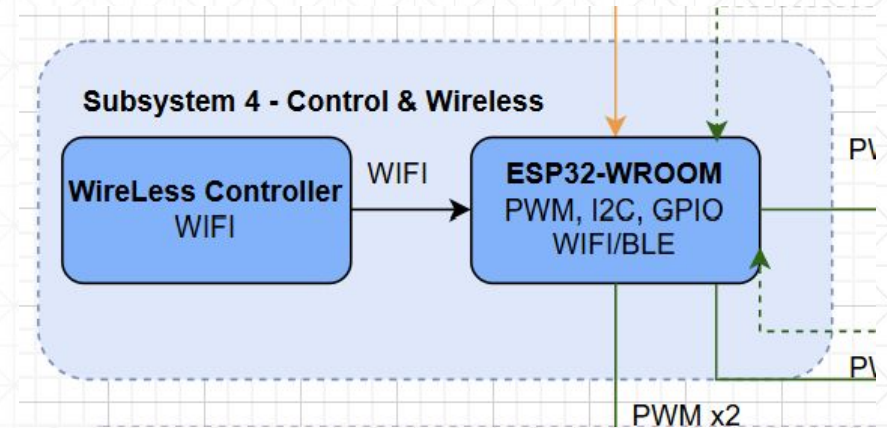 Subsystem 4 - Control & Wireless
WireLess Controller
WIFI
WIFI
ESP32-WROOM
PWM, I2C, GPIO
WIFI/BLE
PWM x2